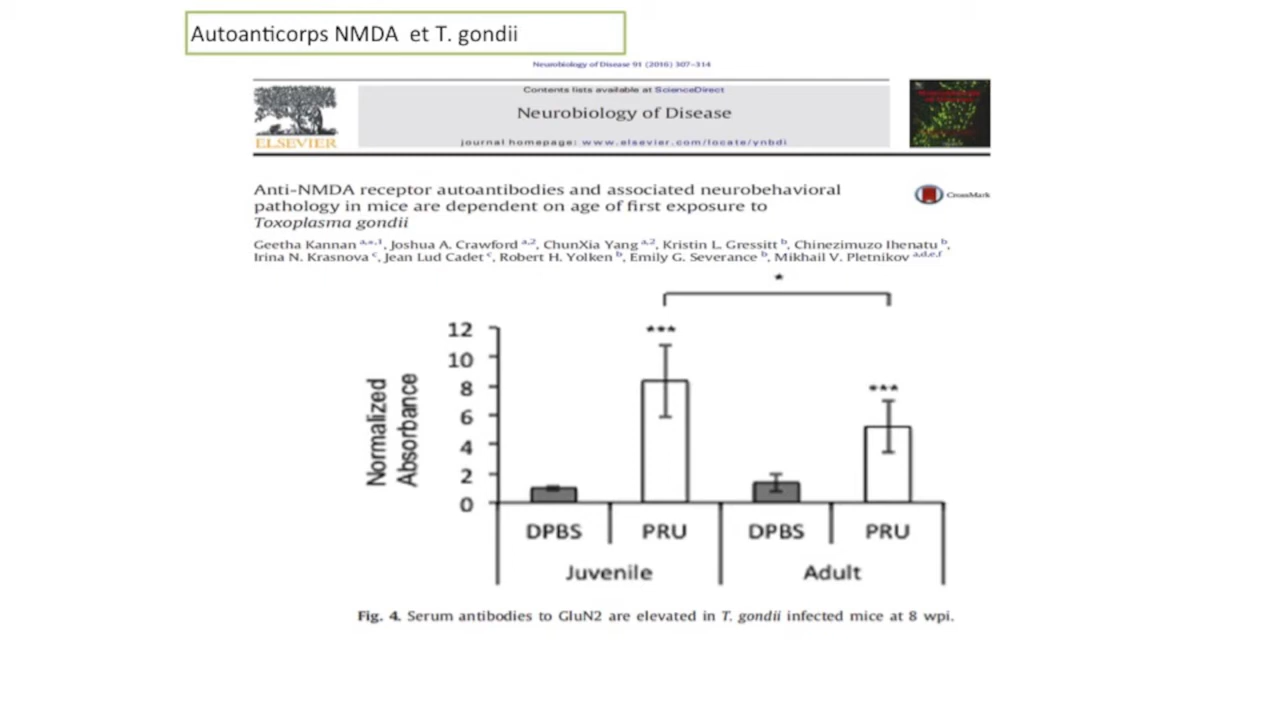 Autoanticorps NMDA et T. gondii
Neurobiology of Disease 91 (2016) 307–314
Contents lists available at ScienceDirect
Neurobiology of Disease
journal homepage: www.elsevier.com/locate/ynbdi
ELSEVIER
CrossMark
Anti-NMDA receptor autoantibodies and associated neurobehavioral
pathology in mice are dependent on age of first exposure to
Toxoplasma gondii
Geetha Kannan a,*,1, Joshua A. Crawford a,2, ChunXia Yang a,2, Kristin L. Gressitt b, Chinezimuzo Ihenatu b,
Irina N. Krasnova c, Jean Lud Cadet c, Robert H. Yolken b, Emily G. Severance b, Mikhail V. Pletnikov a,d,e,f
*
12
10
8
6
4
2
0
Normalized
Absorbance
***
***
DPBS PRU DPBS PRU
Juvenile Adult
Fig. 4. Serum antibodies to GluN2 are elevated in T. gondii infected mice at 8 wpi.